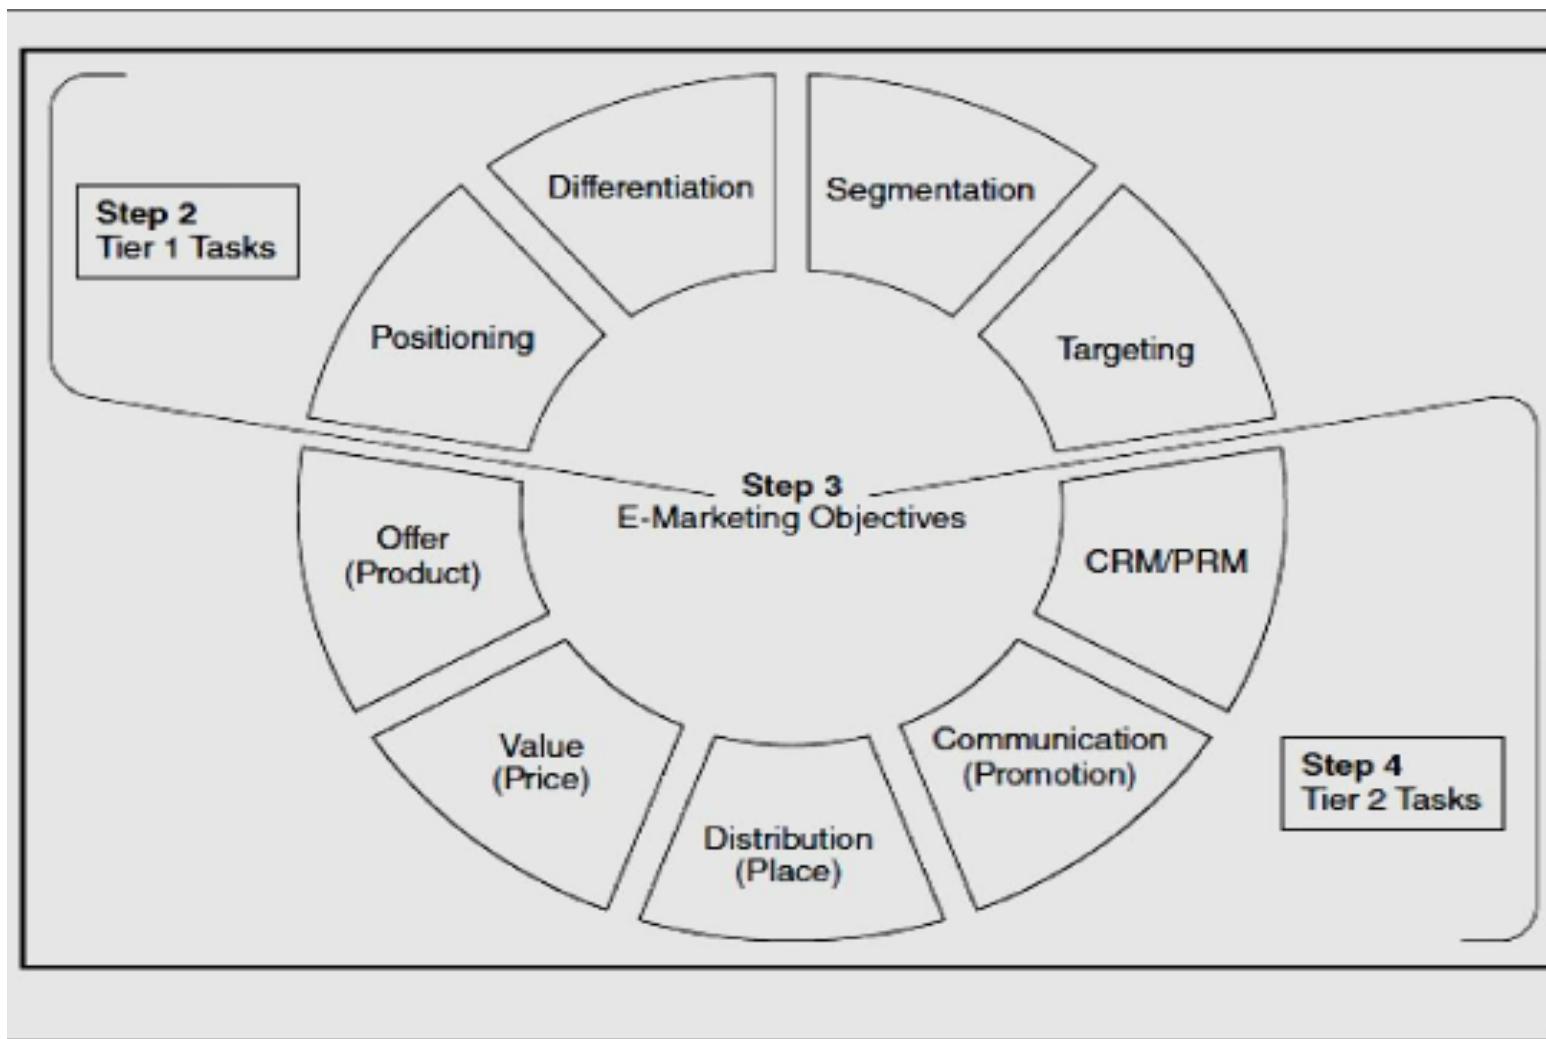 Differentiation
Segmentation
Step 2
Tier 1 Tasks
Positioning
Targeting
Step 3
E-Marketing Objectives
Offer
(Product)
CRM/PRM
Value
(Price)
Communication
(Promotion)
Distribution
(Place)
Step 4
Tier 2 Tasks